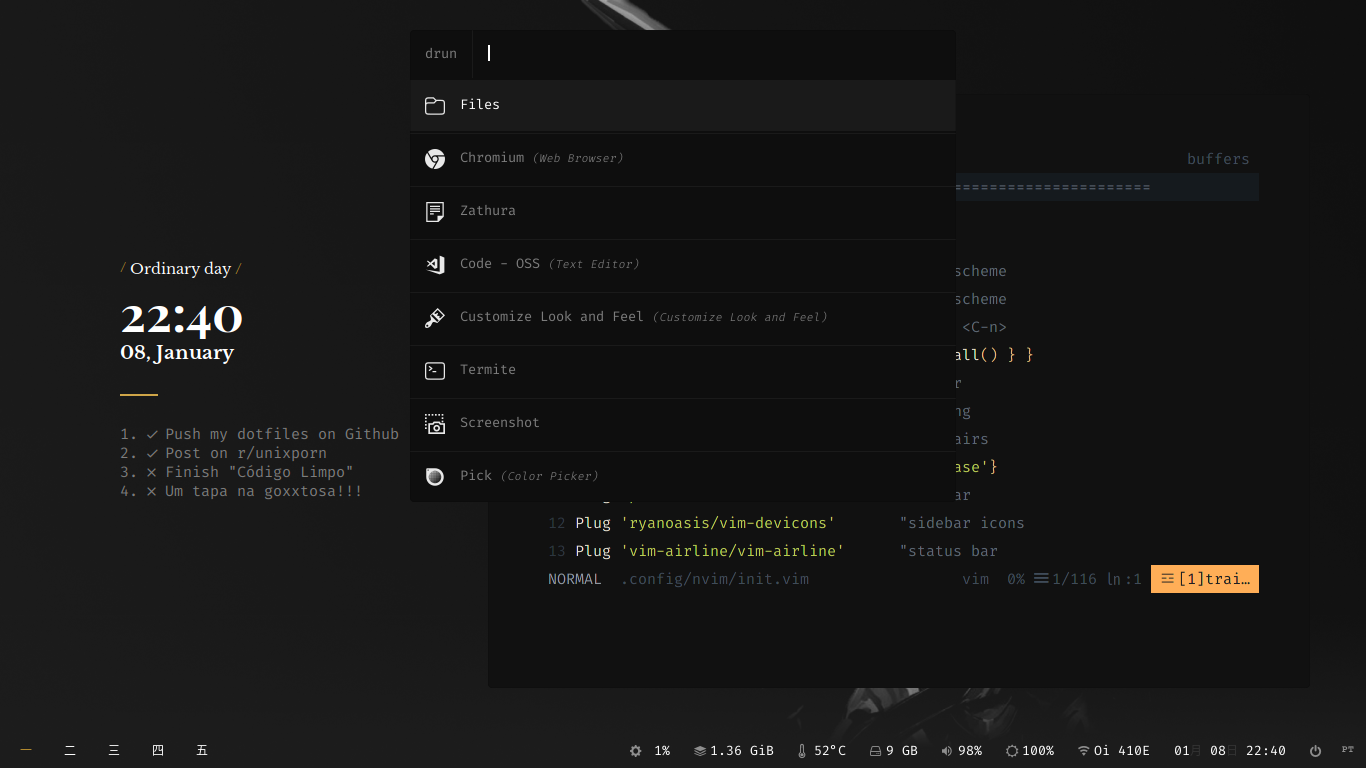 drun
Files
Chromium (Web Browser)
Zathura
Code - OSS (Text Editor)
Customize Look and Feel (Customize Look and Feel)
Termite
Screenshot
Pick (Color Picker)
/ Ordinary day /
22:40
08, January
1. ✓ Push my dotfiles on Github
2. ✓ Post on r/unixporn
3. ✕ Finish "Código Limpo"
4. ✕ Um tapa na goxxtosa!!!
buffers
======================
scheme
scheme
<C-n>
all() } }
r
ng
airs
ase'}
ar
12 Plug 'ryanoasis/vim-devicons' "sidebar icons
13 Plug 'vim-airline/vim-airline' "status bar
NORMAL .config/nvim/init.vim vim 0% 1/116 ln:1 [1]trai…
一 二 三 四 五 1% 1.36 GiB 52°C 9 GB 98% 100% Oi 410E 01月 08日 22:40 PT